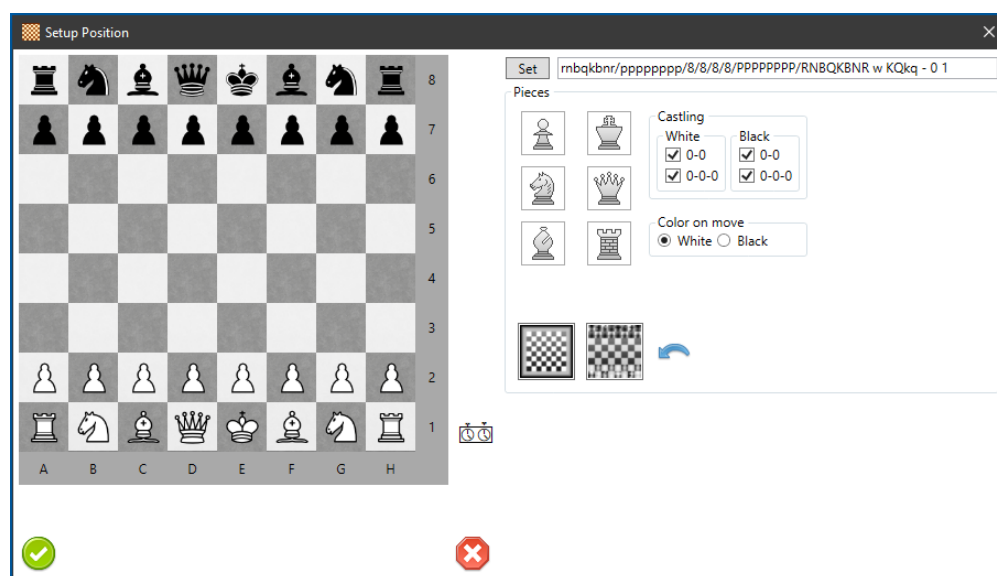 Setup Position
Set rnbqkbnr/pppppppp/8/8/8/8/PPPPPPPP/RNBQKBNR w KQkq - 0 1
Pieces
Castling
White Black
0-0 0-0
0-0-0 0-0-0
Color on move
White Black
8
7
6
5
4
3
2
1
A B C D E F G H